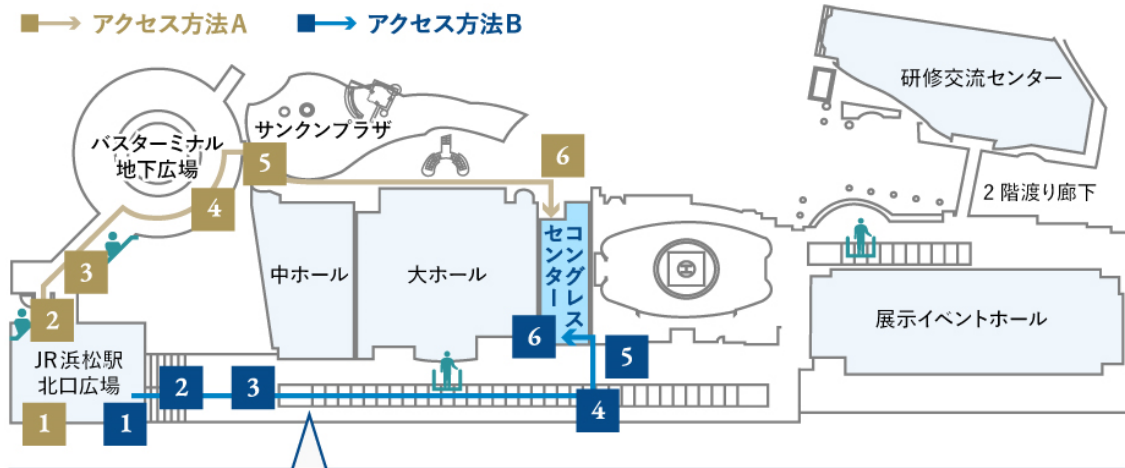 アクセス方法A
アクセス方法B
研修交流センター
サンクンプラザ
バスターミナル
地下広場
5
6
4
2階渡り廊下
3
中ホール
大ホール
コングレス
センター
2
6
展示イベントホール
JR浜松駅
北口広場
5
2
3
4
1
1